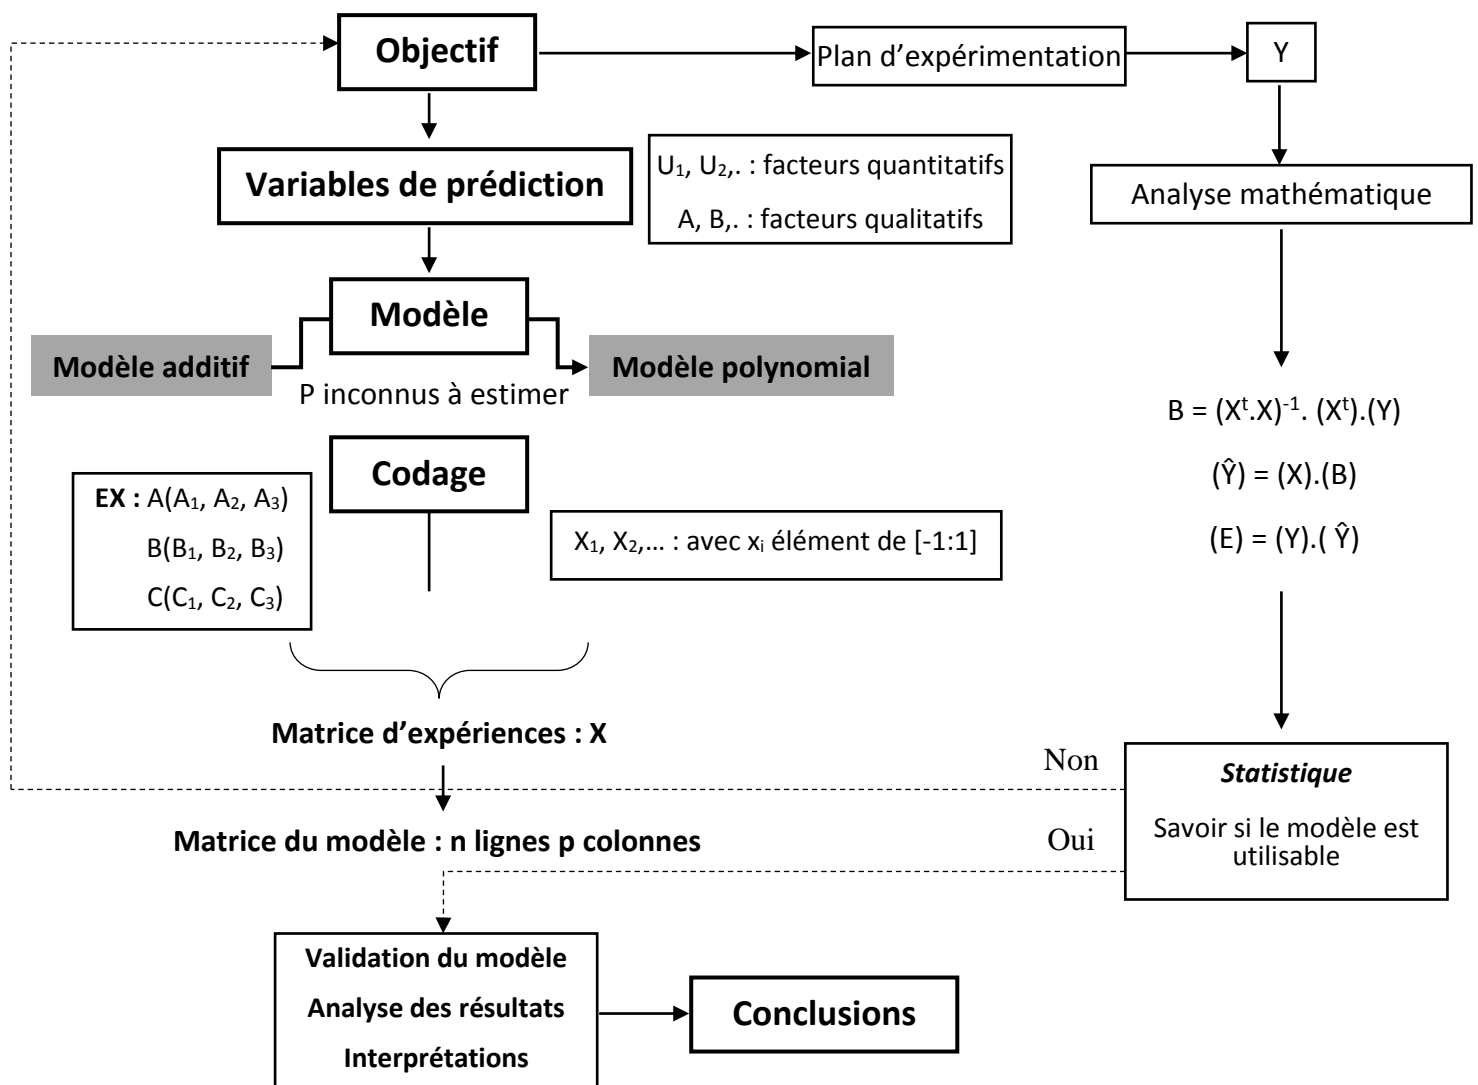 Objectif
Plan d’expérimentation
Y
Variables de prédiction
U₁, U₂,. : facteurs quantitatifs
A, B,. : facteurs qualitatifs
Analyse mathématique
Modèle
Modèle additif
Modèle polynomial
P inconnus à estimer
B = (Xᵗ.X)⁻¹. (Xᵗ).(Y)
(Ŷ) = (X).(B)
(E) = (Y).( Ŷ)
Codage
EX : A(A₁, A₂, A₃)
B(B₁, B₂, B₃)
C(C₁, C₂, C₃)
X₁, X₂,… : avec xᵢ élément de [-1:1]
Matrice d’expériences : X
Non
Statistique
Savoir si le modèle est
utilisable
Matrice du modèle : n lignes p colonnes
Oui
Validation du modèle
Analyse des résultats
Interprétations
Conclusions